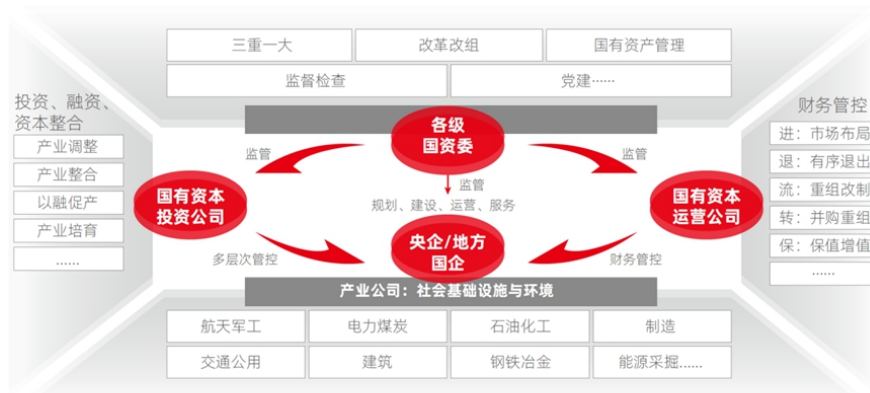 三重一大
改革改组
国有资产管理
监督检查
党建……
投资、融资、
资本整合
产业调整
产业整合
以融促产
产业培育
……
财务管控
进：市场布局
退：有序退出
流：重组改制
转：并购重组
保：保值增值
……
各级
国资委
监管
监管
监管
规划、建设、运营、服务
国有资本
投资公司
国有资本
运营公司
央企/地方
国企
多层次管控
财务管控
产业公司：社会基础设施与环境
航天军工
电力煤炭
石油化工
制造
交通公用
建筑
钢铁冶金
能源采掘……